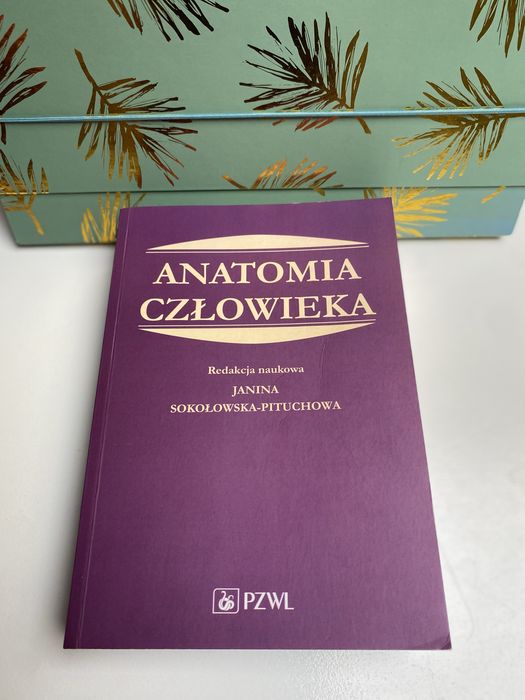 ANATOMIA
CZŁOWIEKA
Redakcja naukowa
JANINA
SOKOŁOWSKA-PITUCHOWA
PZWL